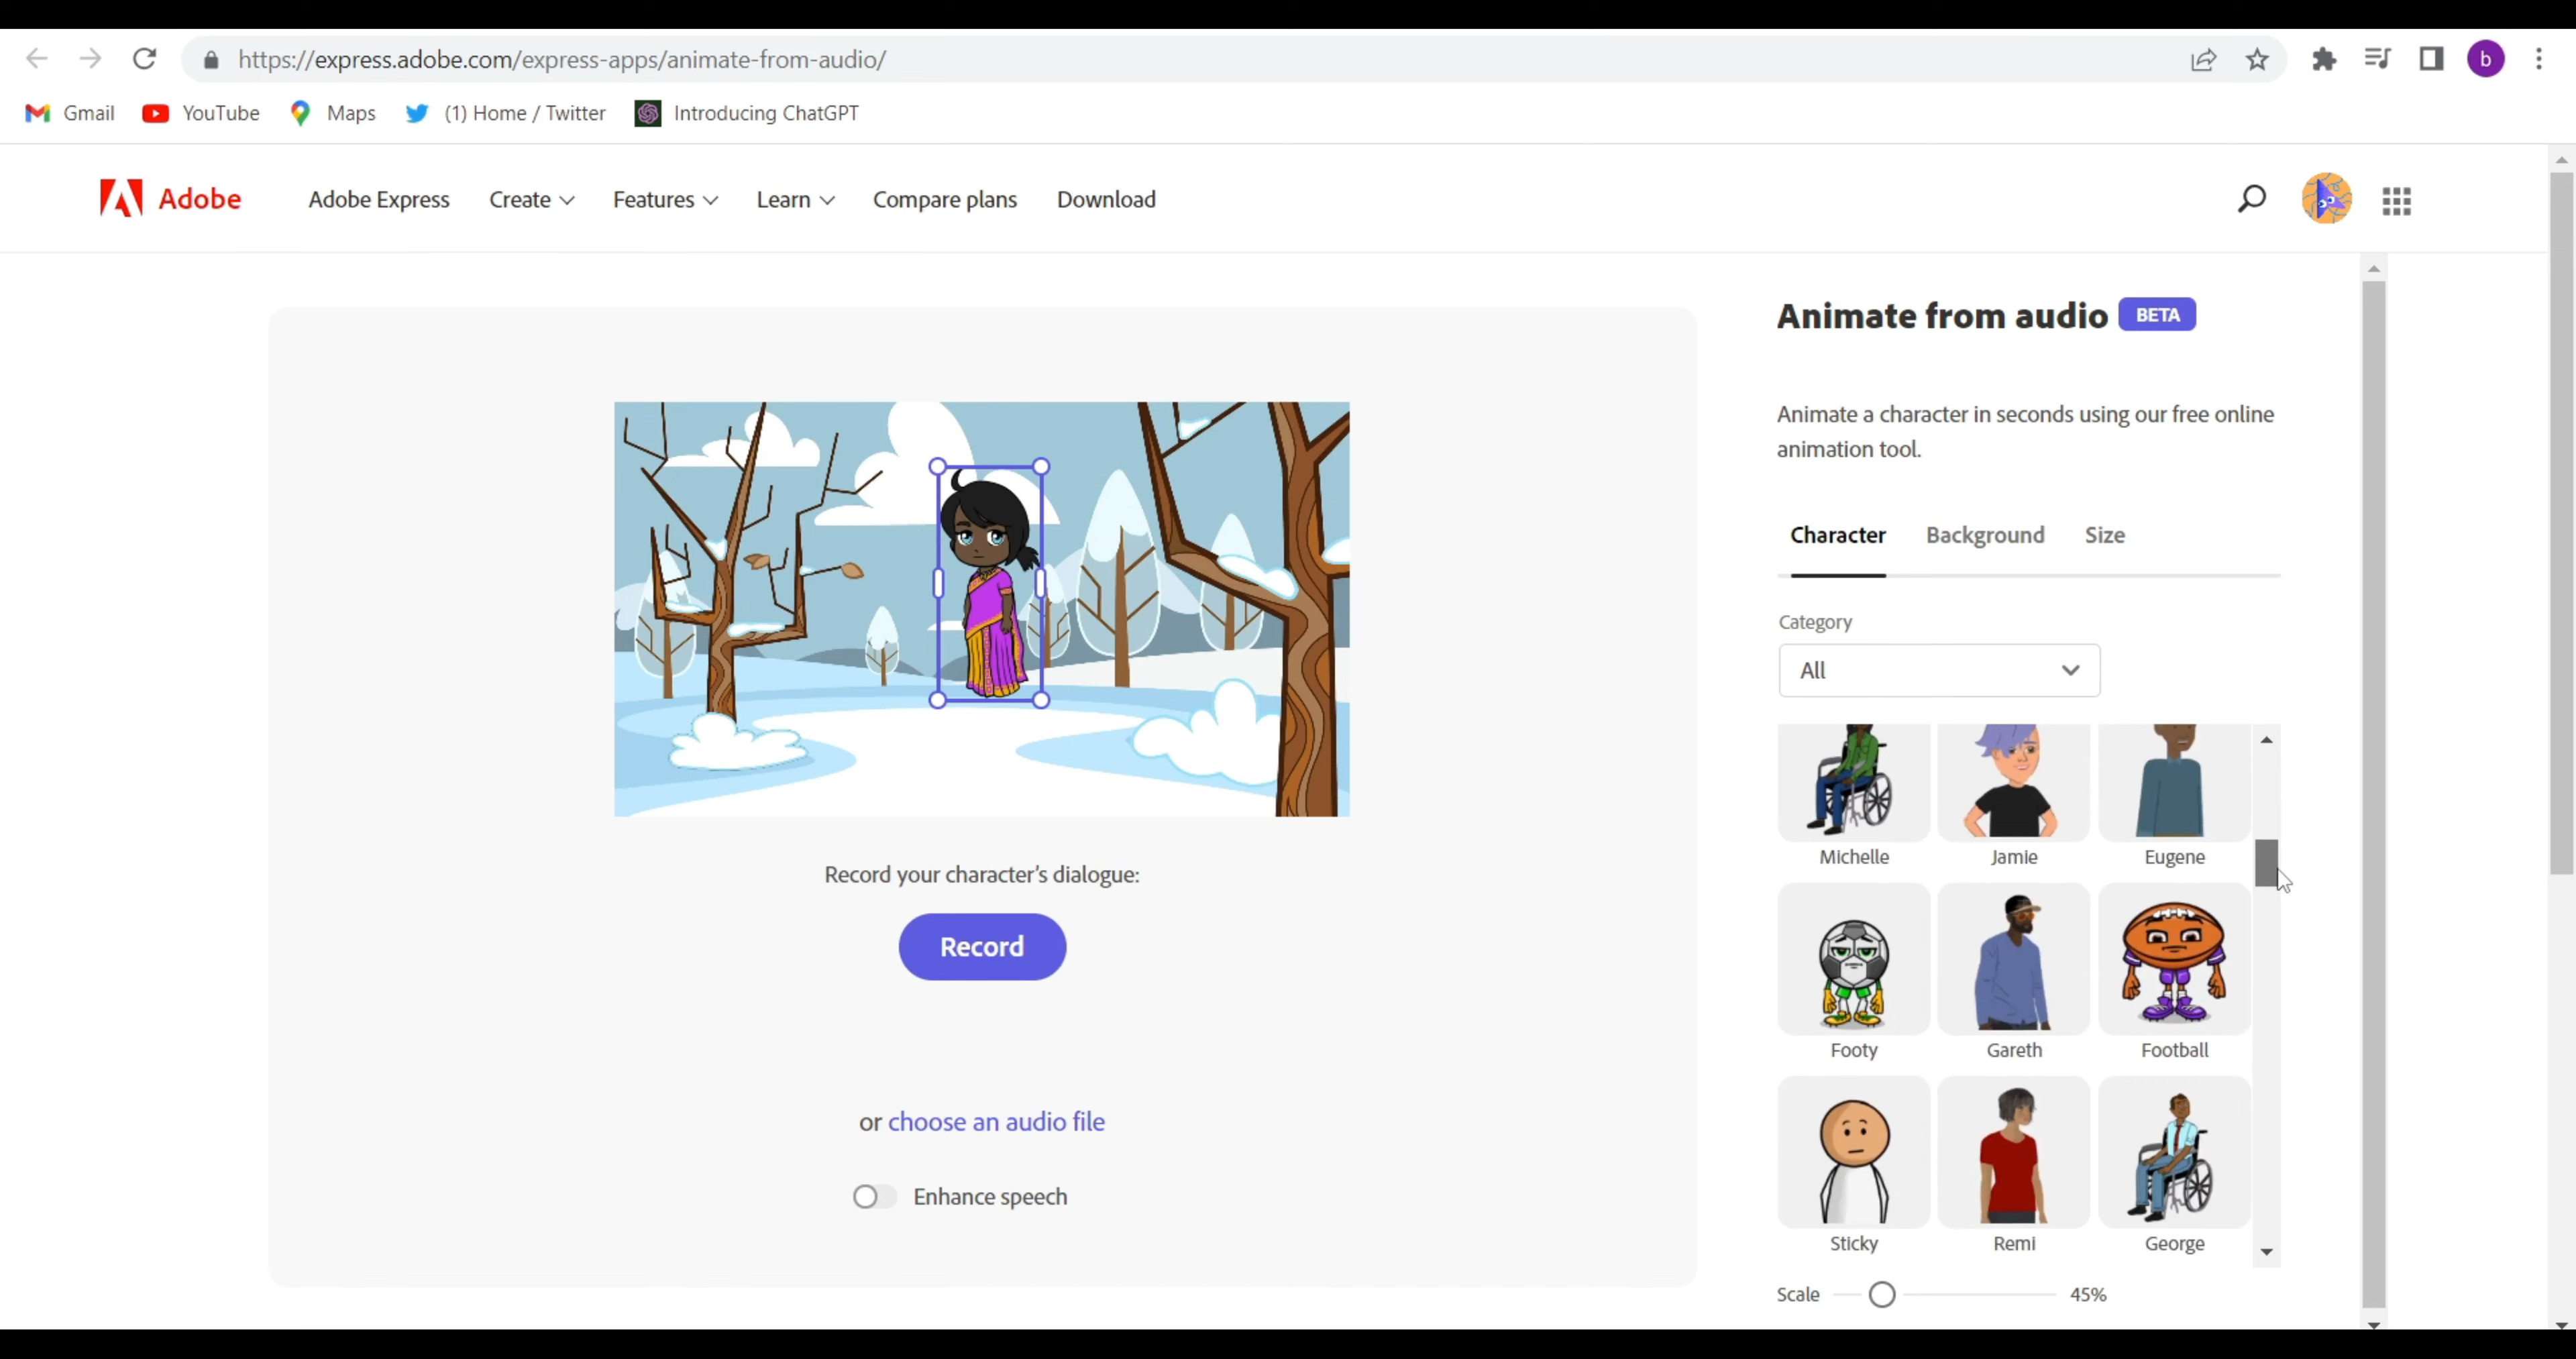 https://express.adobe.com/express-apps/animate-from-audio/
b
Gmail YouTube Maps (1) Home / Twitter Introducing ChatGPT
Adobe Adobe Express Create Features Learn Compare plans Download
Animate from audio BETA
Animate a character in seconds using our free online
animation tool.
Character Background Size
Category
All
Michelle Jamie Eugene
Footy Gareth Football
Sticky Remi George
Scale 45%
Record your character's dialogue:
Record
or choose an audio file
Enhance speech